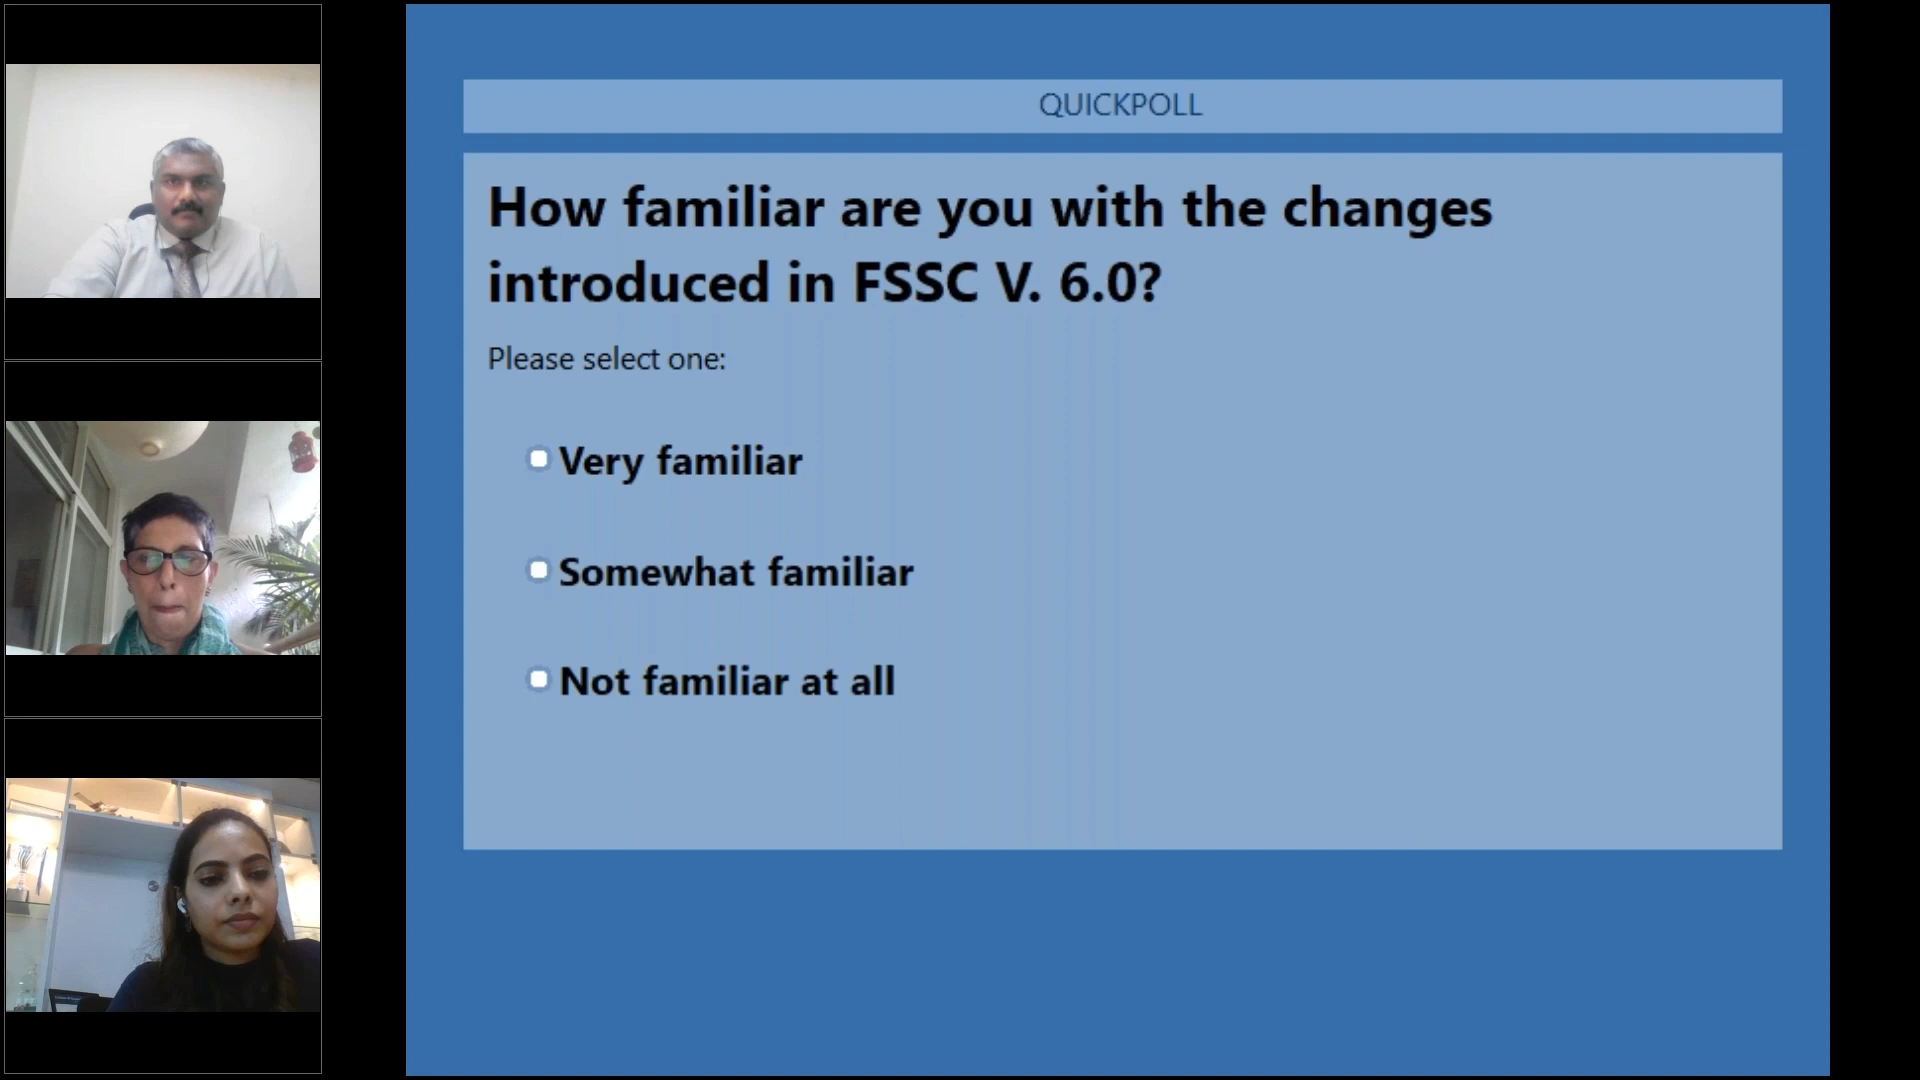 QUICKPOLL
How familiar are you with the changes
introduced in FSSC V. 6.0?
Please select one:
Very familiar
Somewhat familiar
Not familiar at all